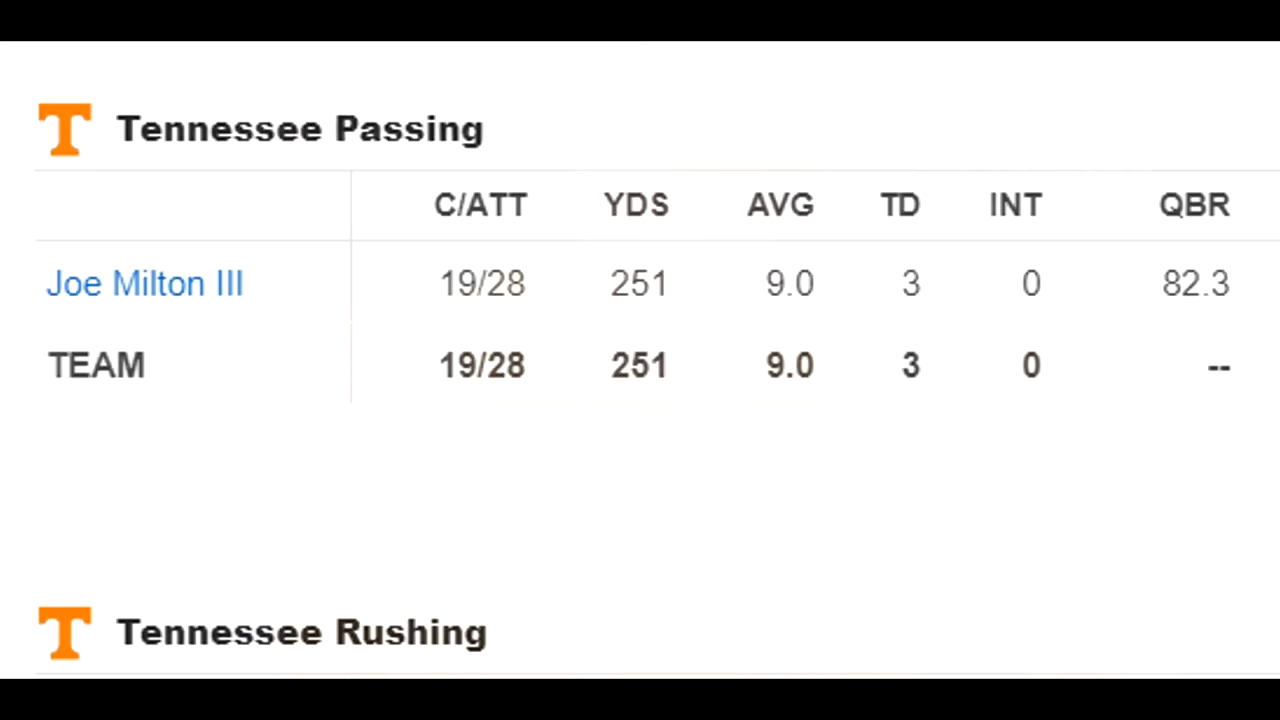 T Tennessee Passing
C/ATT YDS AVG TD INT QBR
Joe Milton III 19/28 251 9.0 3 0 82.3
TEAM 19/28 251 9.0 3 0 --
T Tennessee Rushing